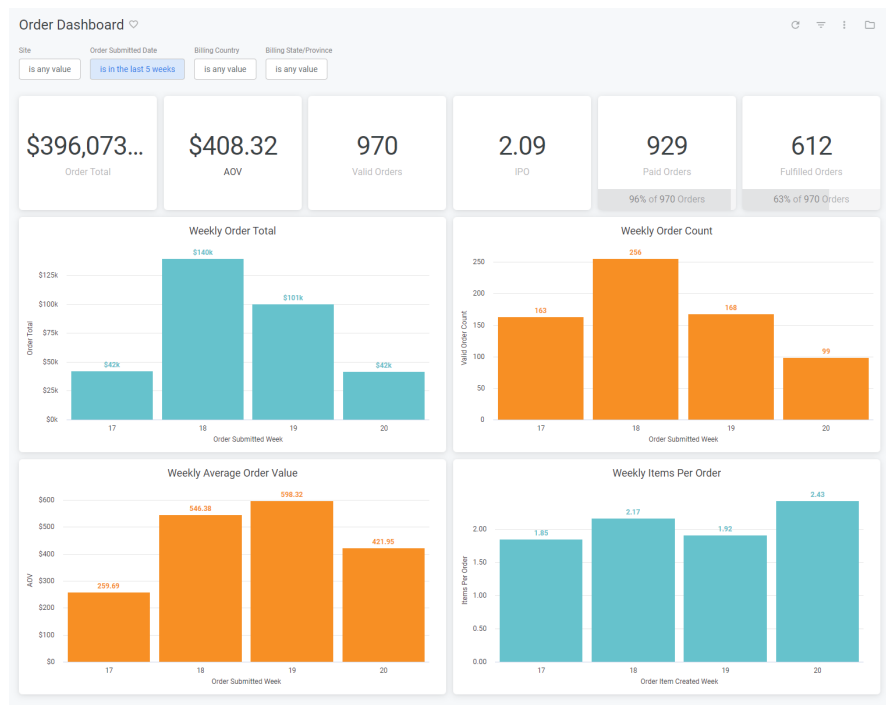 Order Dashboard
Site
Order Submitted Date
Billing Country
Billing State/Province
is any value
is in the last 5 weeks
is any value
is any value
$396,073...
$408.32
970
2.09
929
612
Order Total
AOV
Valid Orders
IPO
Paid Orders
Fulfilled Orders
96% of 970 Orders
63% of 970 Orders
Weekly Order Total
$140k
$125k
$101k
$100k
$75k
$50k
$42k
$42k
$25k
$0k
Order Total
17
18
19
20
Order Submitted Week
Weekly Order Count
256
250
200
163
168
150
100
99
50
0
Valid Order Count
17
18
19
20
Order Submitted Week
Weekly Average Order Value
$600
598.32
546.38
$500
421.95
$400
$300
259.69
$200
$100
$0
AOV
17
18
19
20
Order Submitted Week
Weekly Items Per Order
2.43
2.17
2.00
1.85
1.92
1.50
1.00
0.50
0.00
Items Per Order
17
18
19
20
Order Item Created Week